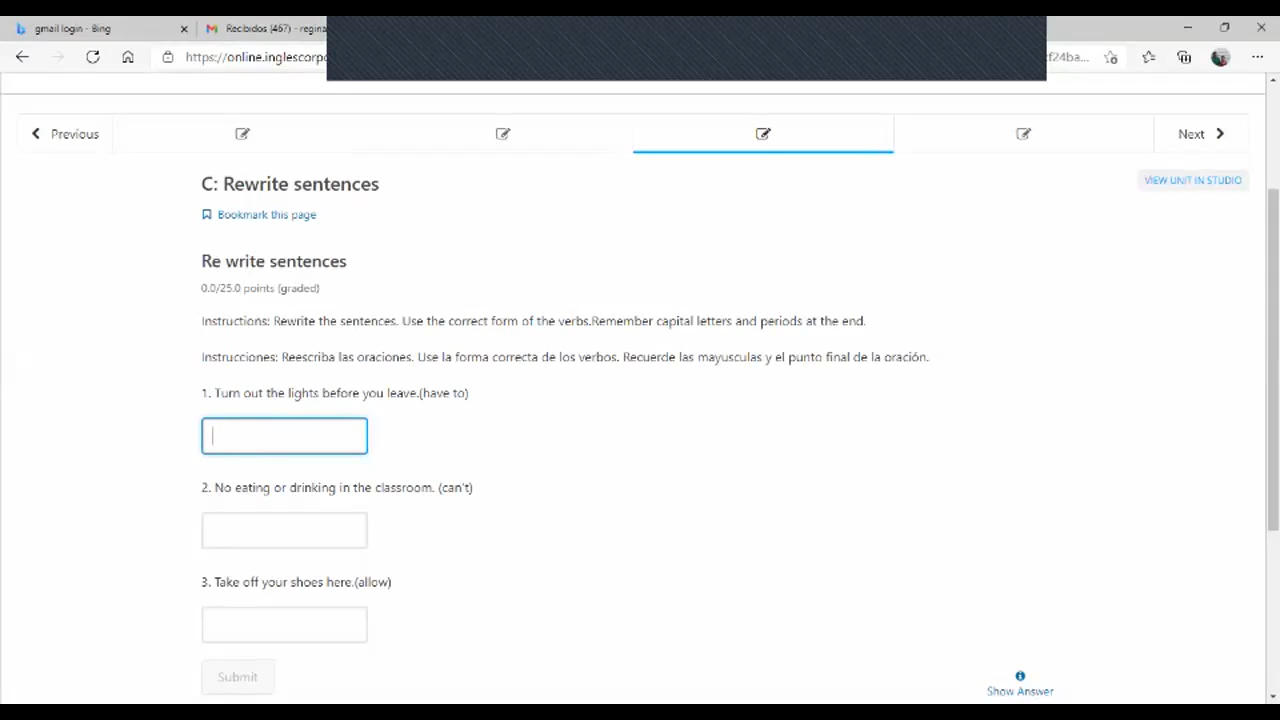 gmail login - Bing
Recibidos (467) - regina
https://online.inglescorpo
f24ba...
Previous
Next
C: Rewrite sentences
VIEW UNIT IN STUDIO
Bookmark this page
Re write sentences
0.0/25.0 points (graded)
Instructions: Rewrite the sentences. Use the correct form of the verbs.Remember capital letters and periods at the end.
Instrucciones: Reescriba las oraciones. Use la forma correcta de los verbos. Recuerde las mayusculas y el punto final de la oración.
1. Turn out the lights before you leave.(have to)
2. No eating or drinking in the classroom. (can't)
3. Take off your shoes here.(allow)
Submit
Show Answer